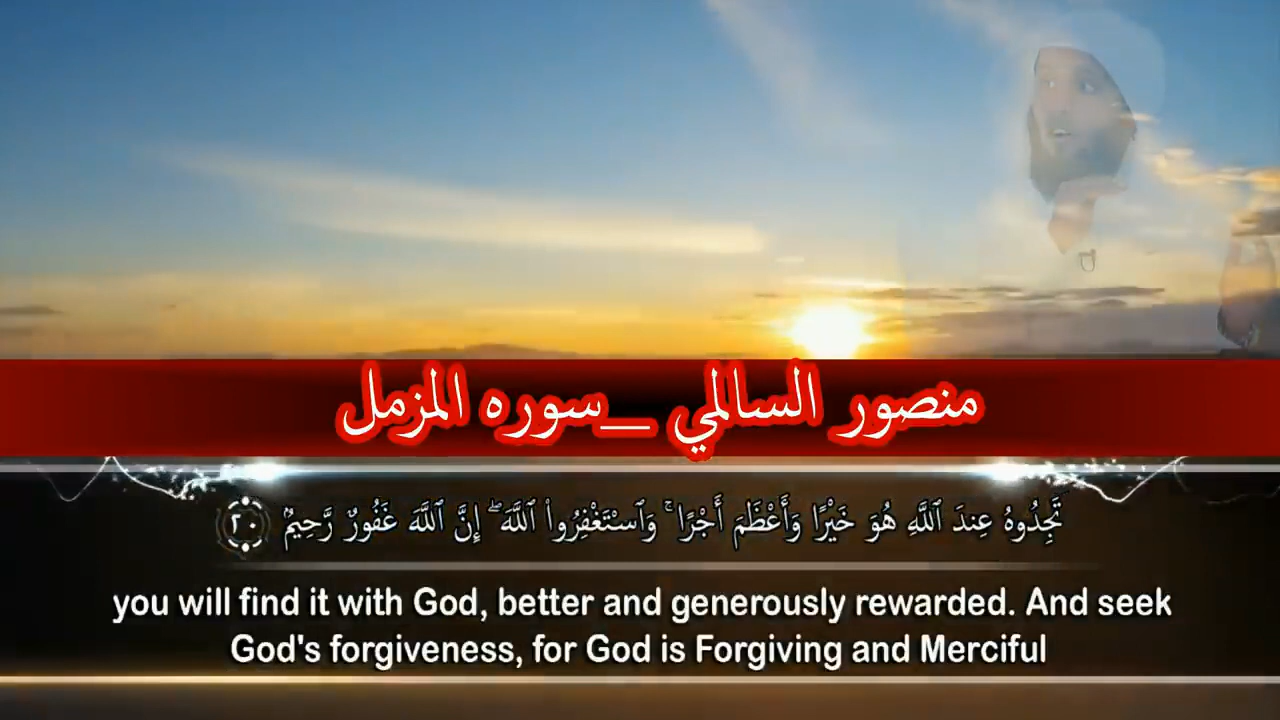 منصور السالمي _سوره المزمل
تَجِدُوهُ عِندَ ٱللَّهِ هُوَ خَيْرًا وَأَعْظَمَ أَجْرًا ۚ وَٱسْتَغْفِرُوا۟ ٱللَّهَ ۖ إِنَّ ٱللَّهَ غَفُورٌ رَّحِيمٌۢ ٢٠
you will find it with God, better and generously rewarded. And seek
God's forgiveness, for God is Forgiving and Merciful